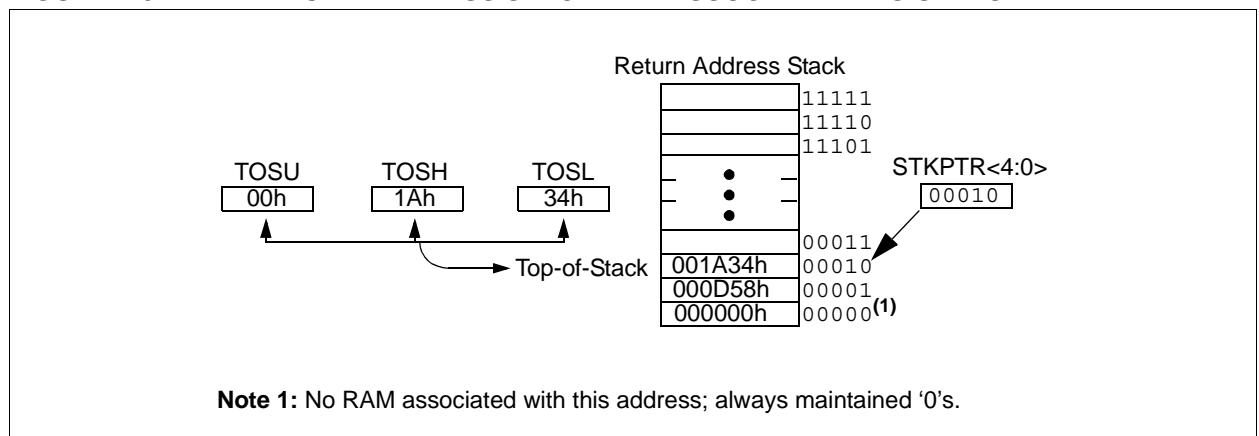 Return Address Stack
11111
11110
11101
TOSU TOSH TOSL STKPTR<4:0>
00h 1Ah 34h 00010
00011
Top-of-Stack 001A34h 00010
000D58h 00001
000000h 00000(1)
Note 1: No RAM associated with this address; always maintained ‘0’s.